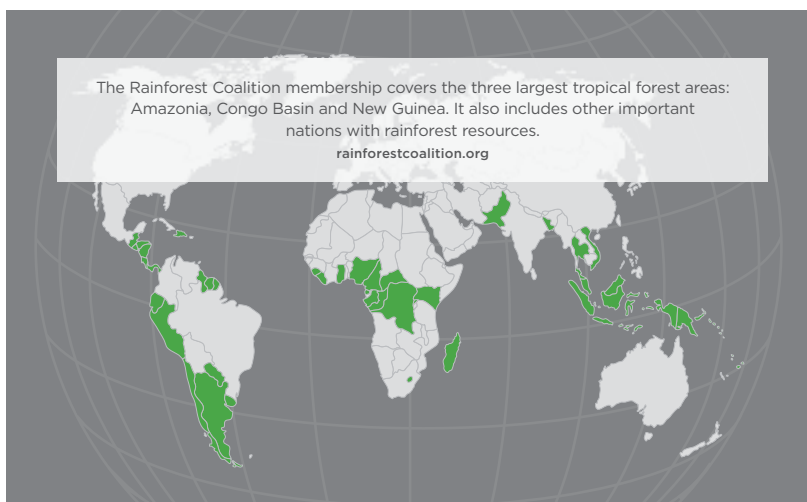 The Rainforest Coalition membership covers the three largest tropical forest areas:
Amazonia, Congo Basin and New Guinea. It also includes other important
nations with rainforest resources.
rainforestcoalition.org